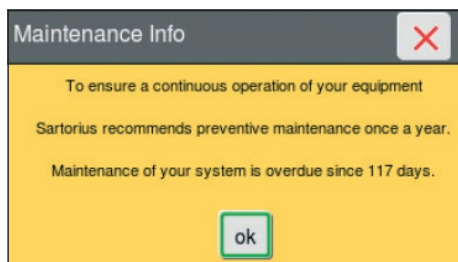 Maintenance Info
To ensure a continuous operation of your equipment
Sartorius recommends preventive maintenance once a year.
Maintenance of your system is overdue since 117 days.
ok